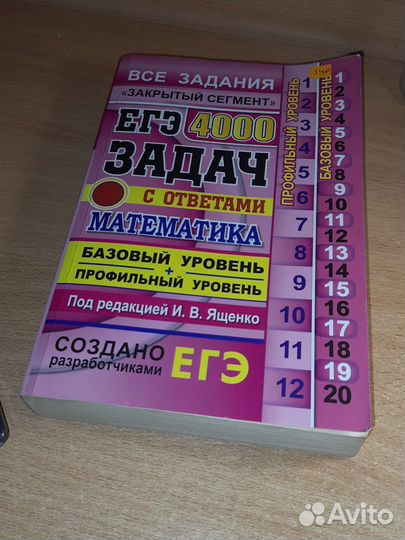 ВСЕ ЗАДАНИЯ
«ЗАКРЫТЫЙ СЕГМЕНТ»
ЕГЭ 4000
ЗАДАЧ
С ОТВЕТАМИ
МАТЕМАТИКА
БАЗОВЫЙ УРОВЕНЬ
+
ПРОФИЛЬНЫЙ УРОВЕНЬ
Под редакцией И. В. Ященко
СОЗДАНО
разработчиками ЕГЭ
ПРОФИЛЬНЫЙ УРОВЕНЬ
1
2
3
4
5
6
7
8
9
10
11
12
БАЗОВЫЙ УРОВЕНЬ
1
2
3
4
5
6
7
8
9
10
11
12
13
14
15
16
17
18
19
20
Avito